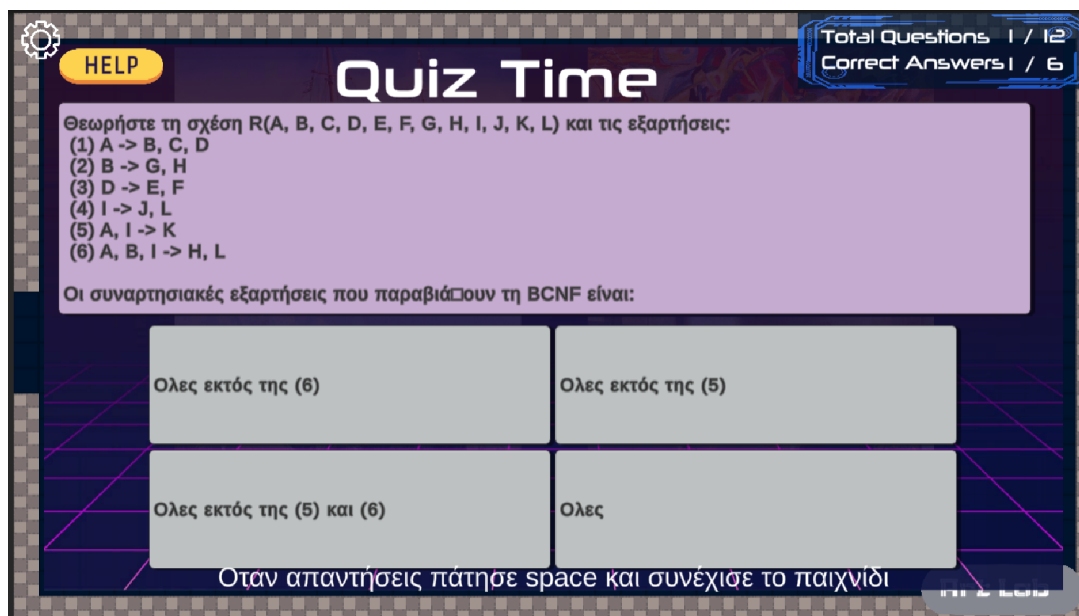 Total Questions 1 / 12
Correct Answers 1 / 6
HELP
Quiz Time
Θεωρήστε τη σχέση R(A, B, C, D, E, F, G, H, I, J, K, L) και τις εξαρτήσεις:
(1) A -> B, C, D
(2) B -> G, H
(3) D -> E, F
(4) I -> J, L
(5) A, I -> K
(6) A, B, I -> H, L
Οι συναρτησιακές εξαρτήσεις που παραβιά□ουν τη BCNF είναι:
Ολες εκτός της (6)
Ολες εκτός της (5)
Ολες εκτός της (5) και (6)
Ολες
Οταν απαντήσεις πάτησε space και συνέχισε το παιχνίδι